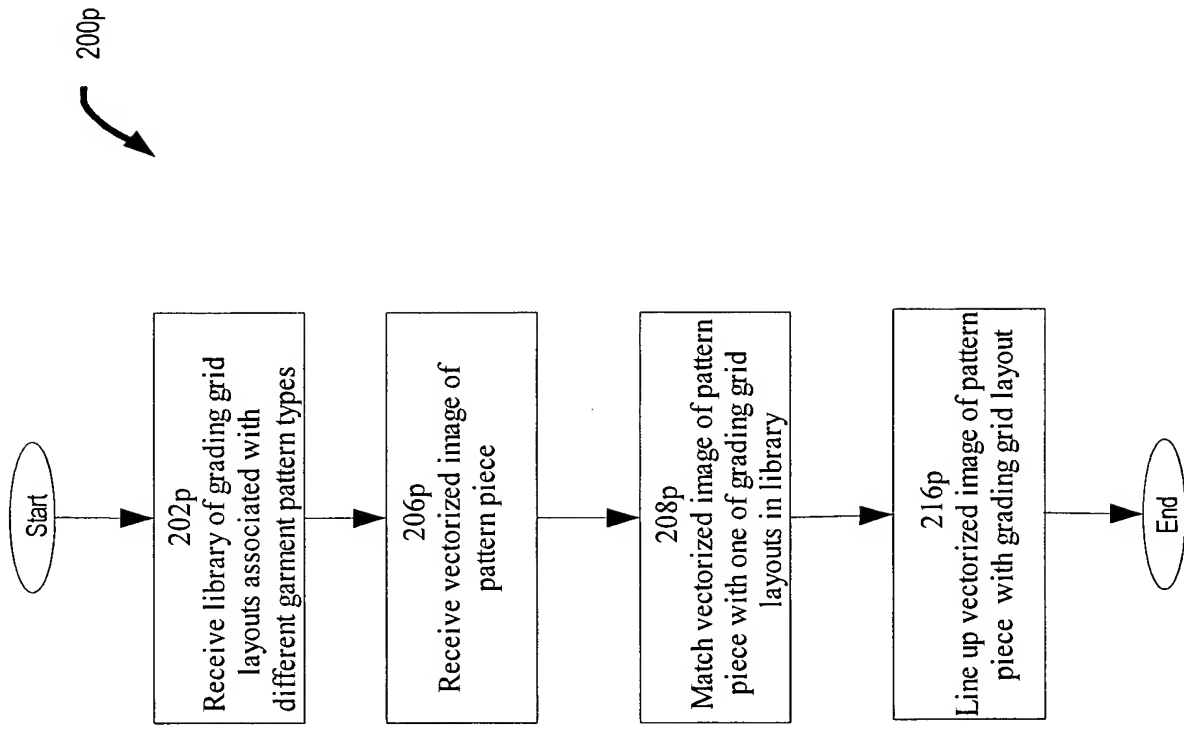 200p
Start
202p
Receive library of grading grid
layouts associated with
different garment pattern types
206p
Receive vectorized image of
pattern piece
208p
Match vectorized image of pattern
piece with one of grading grid
layouts in library
216p
Line up vectorized image of pattern
piece with grading grid layout
End